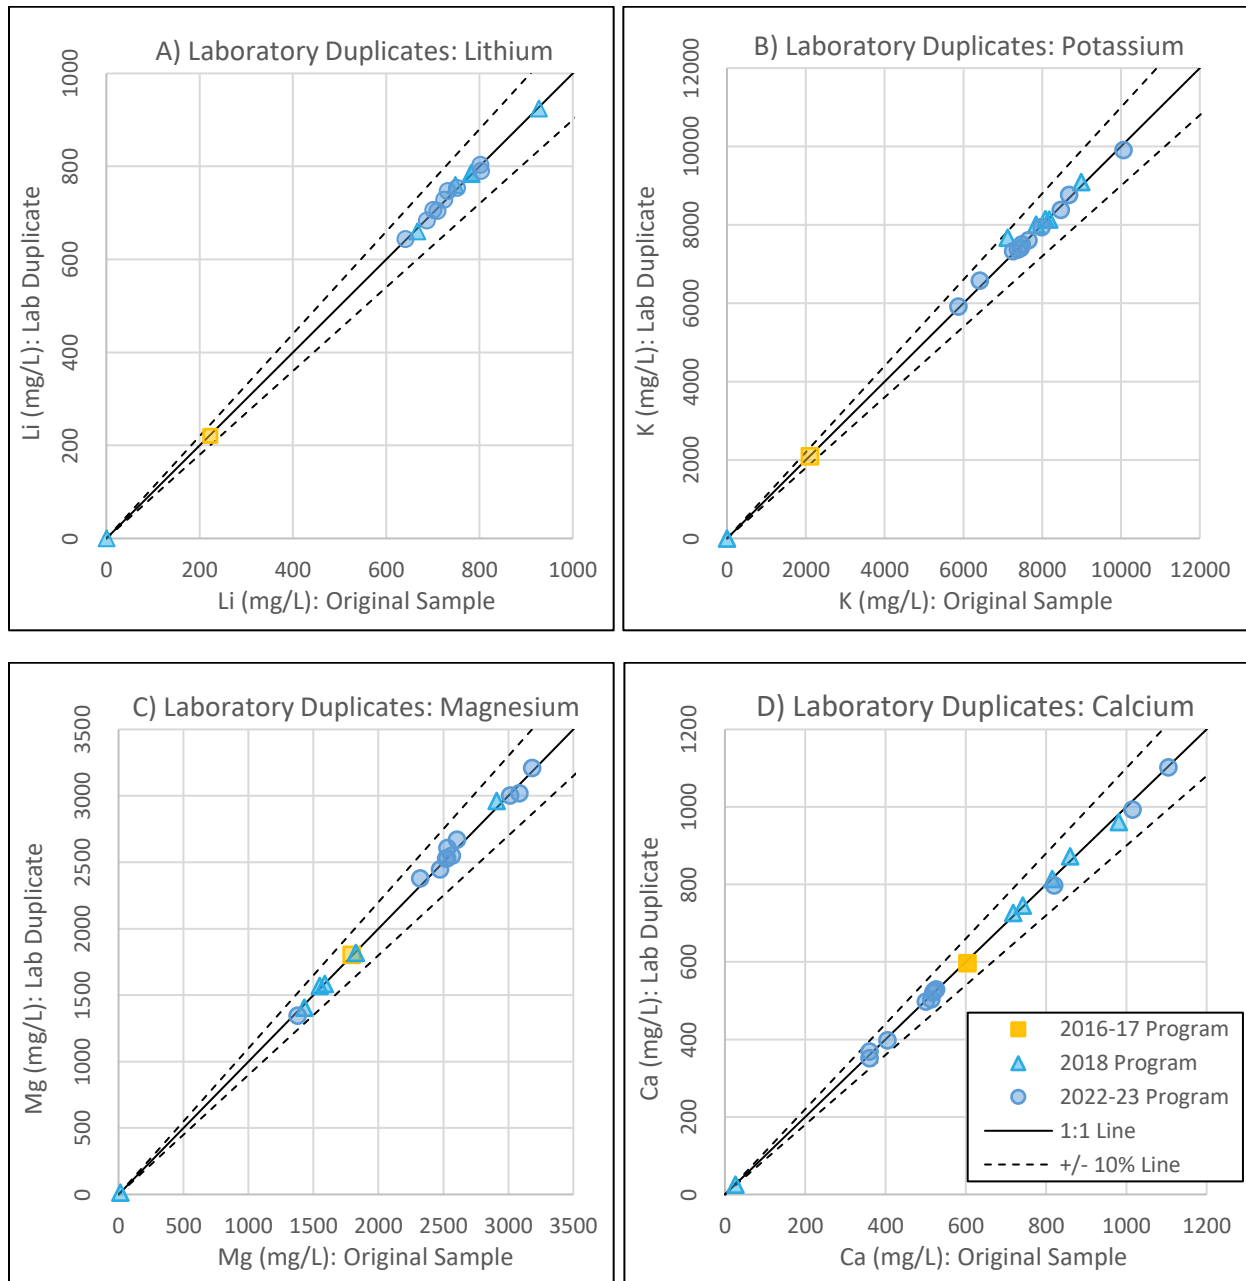 A) Laboratory Duplicates: Lithium
Li (mg/L): Lab Duplicate
1000
800
600
400
200
0
0 200 400 600 800 1000
Li (mg/L): Original Sample
B) Laboratory Duplicates: Potassium
K (mg/L): Lab Duplicate
12000
10000
8000
6000
4000
2000
0
0 2000 4000 6000 8000 10000 12000
K (mg/L): Original Sample
C) Laboratory Duplicates: Magnesium
Mg (mg/L): Lab Duplicate
3500
3000
2500
2000
1500
1000
500
0
0 500 1000 1500 2000 2500 3000 3500
Mg (mg/L): Original Sample
D) Laboratory Duplicates: Calcium
Ca (mg/L): Lab Duplicate
1200
1000
800
600
400
200
0
0 200 400 600 800 1000 1200
Ca (mg/L): Original Sample
2016-17 Program
2018 Program
2022-23 Program
1:1 Line
+/- 10% Line